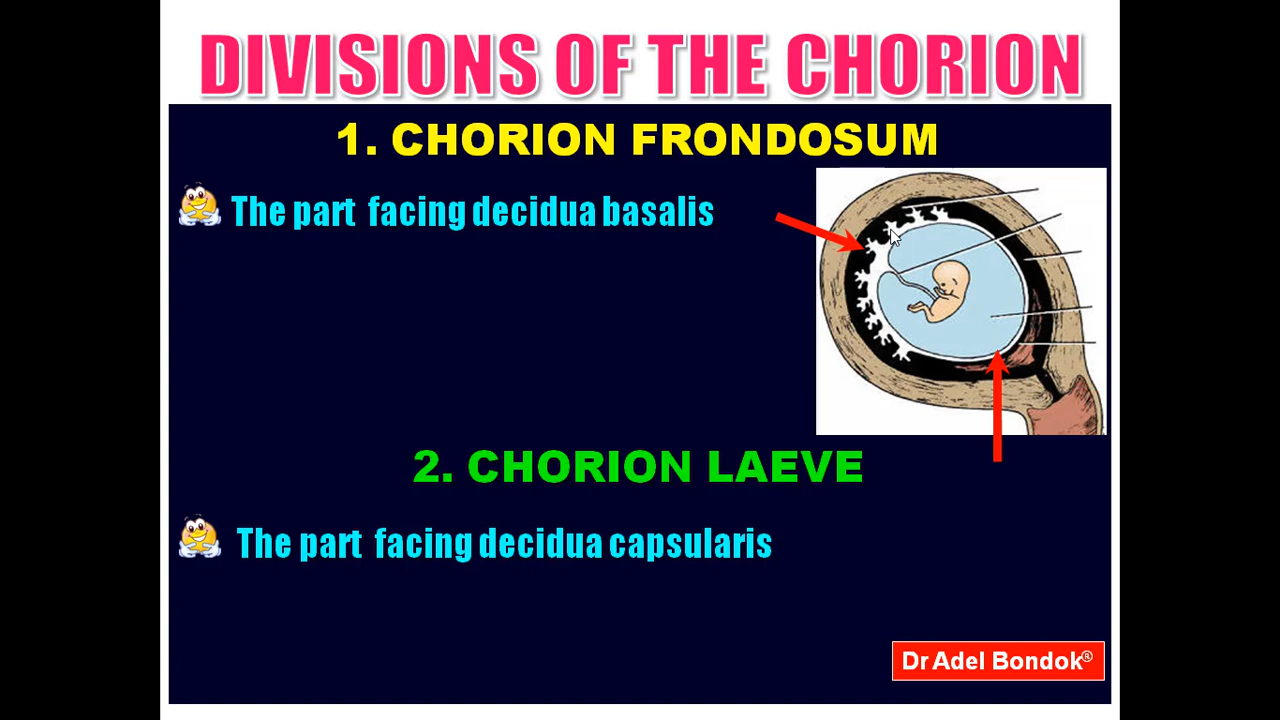 DIVISIONS OF THE CHORION
1. CHORION FRONDOSUM
The part facing decidua basalis
2. CHORION LAEVE
The part facing decidua capsularis
Dr Adel Bondok®